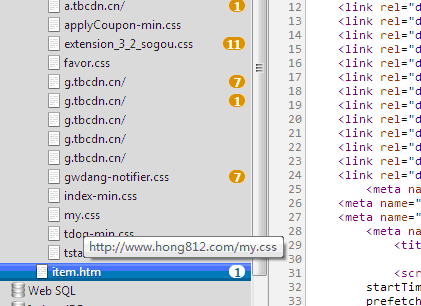 a.tbcdn.cn/ 1
applyCoupon-min.css
extension_3_2_sogou.css 11
favor.css
g.tbcdn.cn/ 7
g.tbcdn.cn/ 1
g.tbcdn.cn/
g.tbcdn.cn/
g.tbcdn.cn/
gwdang-notifier.css 7
index-min.css
my.css
tdog-min.css
http://www.hong812.com/my.css
item.htm 1
Web SQL
12 <link rel="d
13 <link rel="d
14 <link rel="d
15 <link rel="d
16 <link rel="d
17 <link rel="d
18 <link rel="d
19 <link rel="d
20 <link rel="d
21 <link rel="d
22 <link rel="d
23 <link rel="d
24 <link rel="d
25 <meta na
26 <meta name="
27 <meta name="
28 <meta na
29 <tit
30
31 <scr
32 startTim
33 prefetch